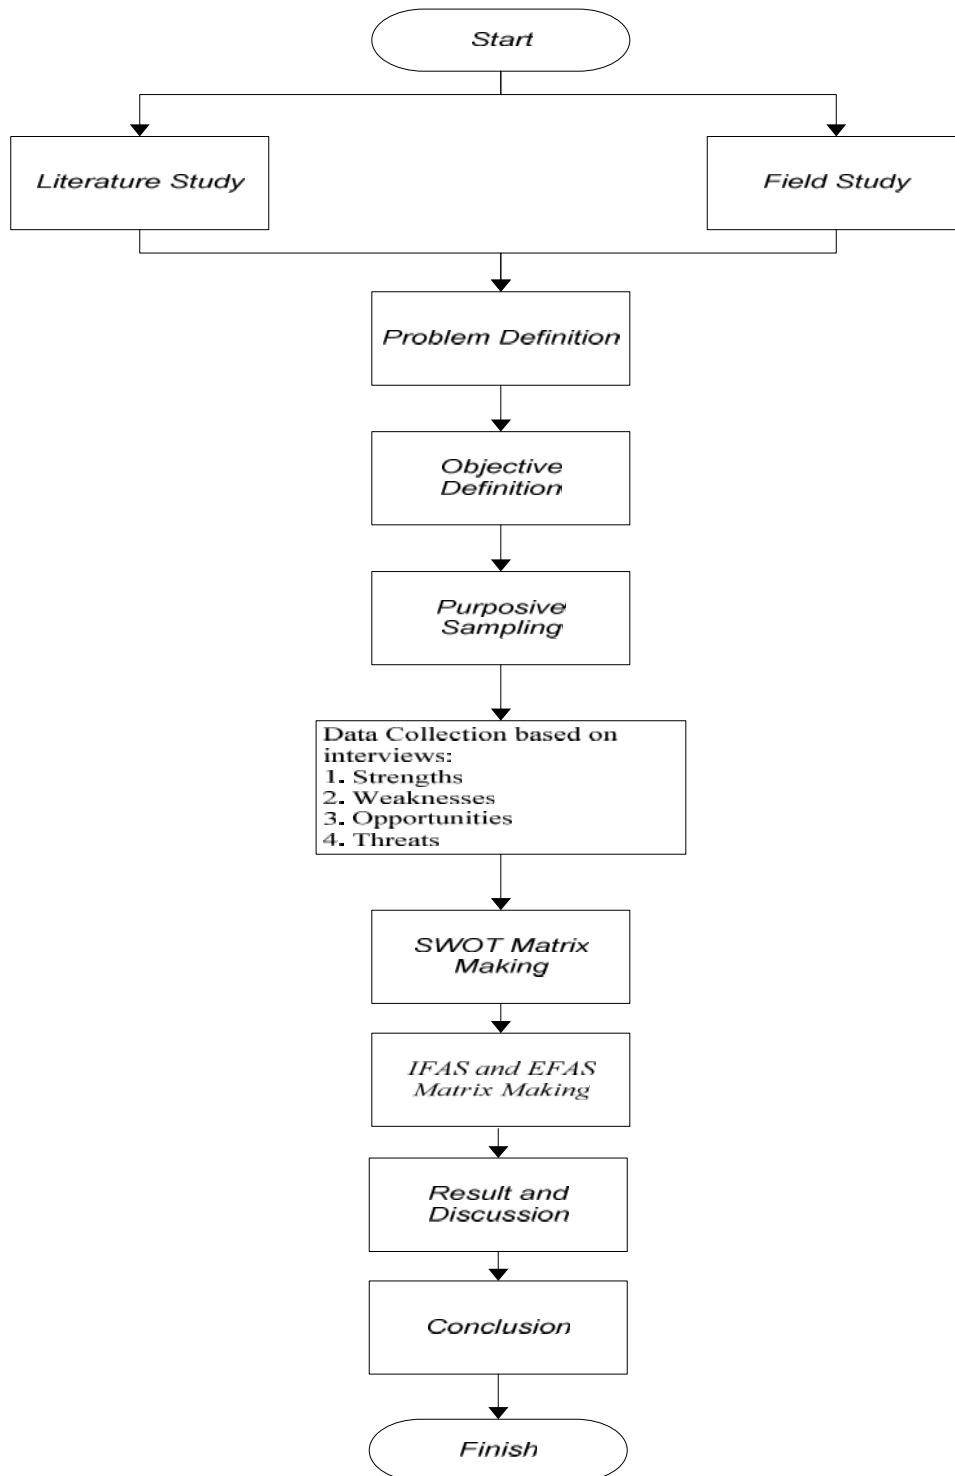 Start
Literature Study
Field Study
Problem Definition
Objective
Definition
Purposive
Sampling
Data Collection based on
interviews:
1. Strengths
2. Weaknesses
3. Opportunities
4. Threats
SWOT Matrix
Making
IFAS and EFAS
Matrix Making
Result and
Discussion
Conclusion
Finish